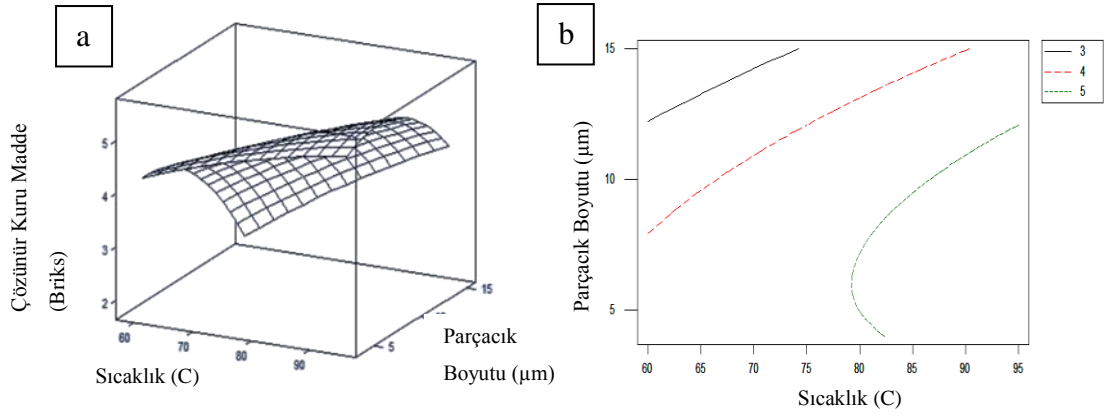 a
Çözünür Kuru Madde
(Briks)
5
4
3
2
60
70
80
90
Sıcaklık (C)
5
15
Parçacık
Boyutu (µm)
b
Parçacık Boyutu (µm)
15
10
5
60 65 70 75 80 85 90 95
Sıcaklık (C)
3
4
5